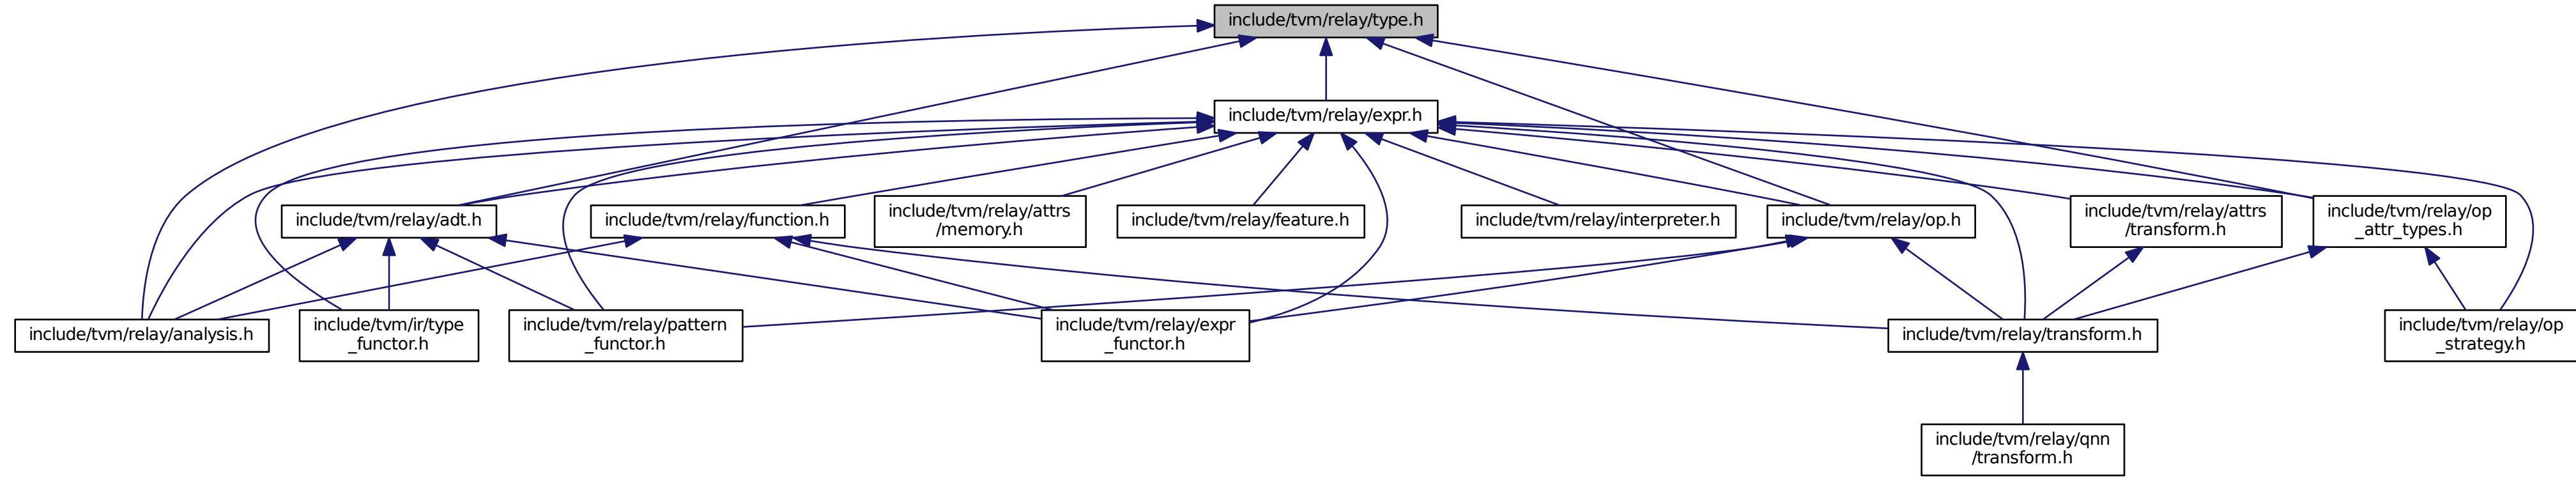 include/tvm/relay/type.h
include/tvm/relay/expr.h
include/tvm/relay/adt.h
include/tvm/relay/function.h
include/tvm/relay/attrs
/memory.h
include/tvm/relay/feature.h
include/tvm/relay/interpreter.h
include/tvm/relay/op.h
include/tvm/relay/attrs
/transform.h
include/tvm/relay/op
_attr_types.h
include/tvm/relay/analysis.h
include/tvm/ir/type
_functor.h
include/tvm/relay/pattern
_functor.h
include/tvm/relay/expr
_functor.h
include/tvm/relay/transform.h
include/tvm/relay/op
_strategy.h
include/tvm/relay/qnn
/transform.h